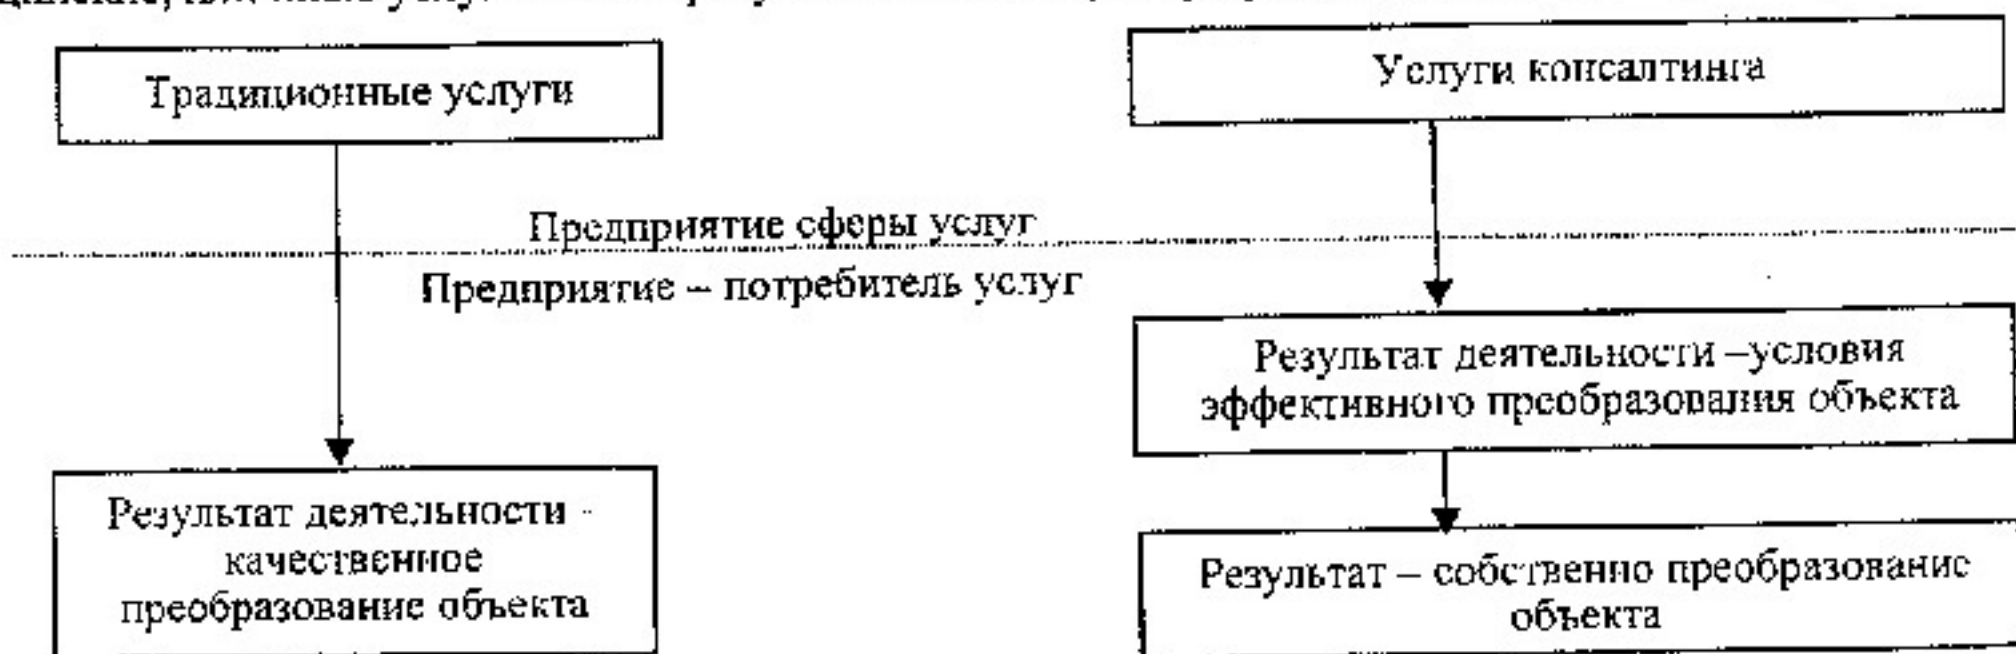 Традиционные услуги
Услуги консалтинга
Предприятие сферы услуг
Предприятие – потребитель услуг
Результат деятельности –условия
эффективного преобразования объекта
Результат деятельности -
качественное
преобразование объекта
Результат – собственно преобразование
объекта